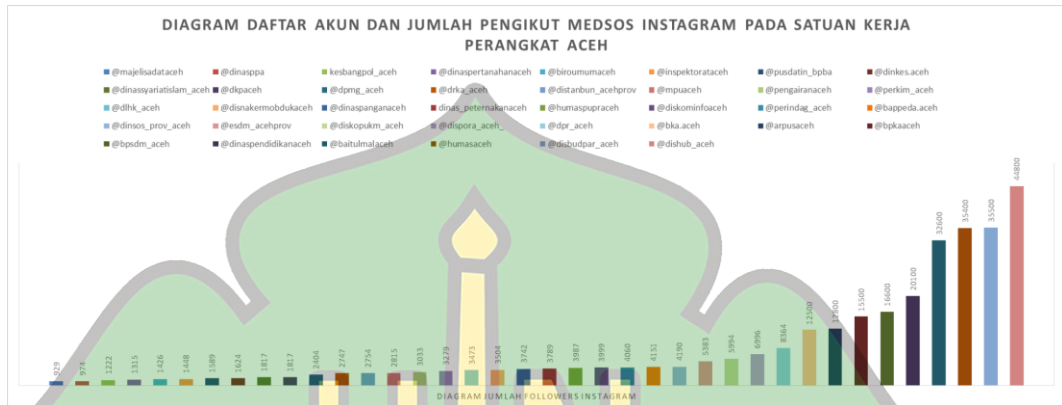 DIAGRAM DAFTAR AKUN DAN JUMLAH PENGIKUT MEDSOS INSTAGRAM PADA SATUAN KERJA
PERANGKAT ACEH
@majelisadataceh @dinasppa kesbangpol_aceh @dinaspertanahanaceh @biroumumaceh @inspektorataceh @pusdatin_bpba @dinkes.aceh
@dinassyariatislam_aceh @dkpaceh @dpmg_aceh @drka_aceh @distanbun_acehprov @mpuaceh @pengairanaceh @perkim_aceh
@dlhk_aceh @disnakermobdukaceh @dinaspanganaceh dinas_peternakanaceh @humaspupraceh @diskominfoaceh @perindag_aceh @bappeda.aceh
@dinsos_prov_aceh @esdm_acehprov @diskopukm_aceh @dispora_aceh_ @dpr_aceh @bka.aceh @arpusaceh @bpkaaceh
@bpsdm_aceh @dinaspendidikanaceh @baitulmalaceh @humasaceh @disbudpar_aceh @dishub_aceh
929 974 1222 1315 1426 1448 1589 1624 1817 1817 2404 2747 2754 2815 3033 3279 3473 3504 3742 3789 3987 3999 4060 4151 4190 5383 5994 6996 8364 12500 15500 16600 20100 32600 35400 35500 44800
DIAGRAM JUMLAH FOLLOWERS INSTAGRAM